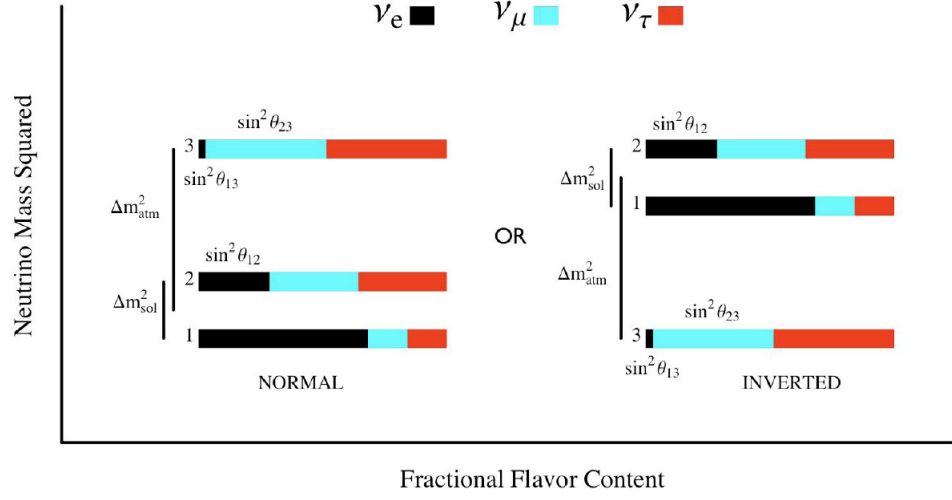 νe νμ ντ
Neutrino Mass Squared
sin²θ23
3
sin²θ13
Δm²atm
sin²θ12
2
Δm²sol
1
NORMAL
OR
sin²θ12
2
Δm²sol
1
Δm²atm
sin²θ23
3
sin²θ13
INVERTED
Fractional Flavor Content